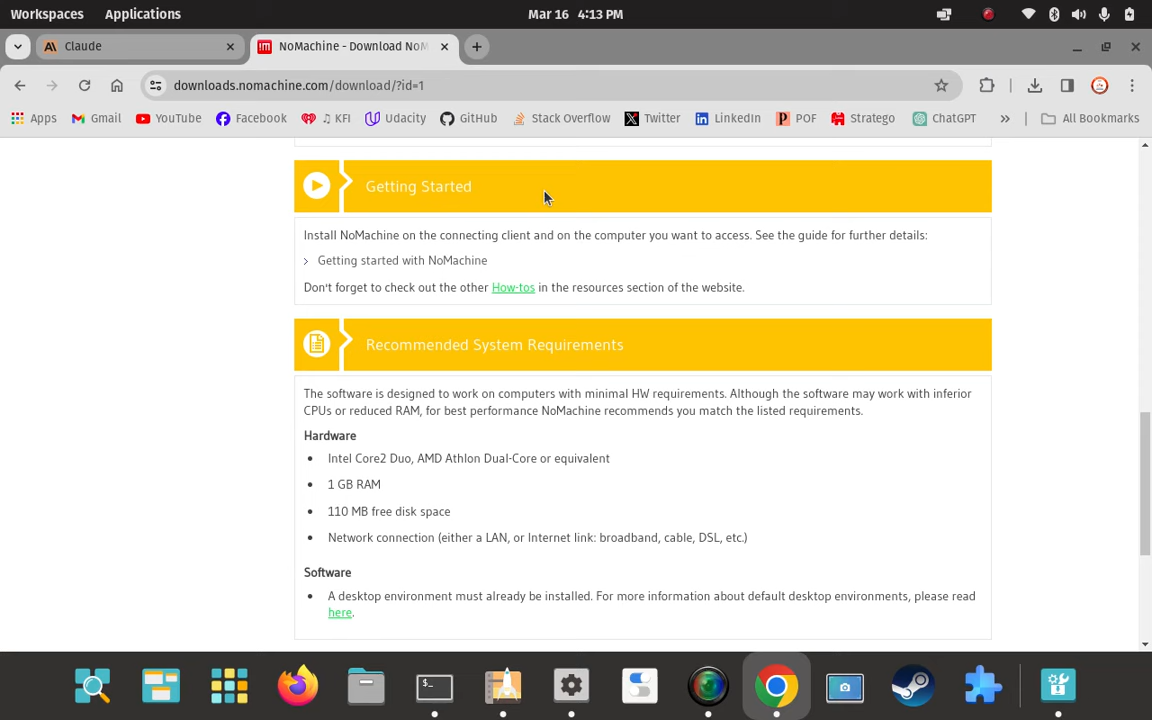 Workspaces Applications Mar 16 4:13 PM
Claude NoMachine - Download NoM
downloads.nomachine.com/download/?id=1
Apps Gmail YouTube Facebook ♫ KFI Udacity GitHub Stack Overflow Twitter LinkedIn POF Stratego ChatGPT » All Bookmarks
Getting Started
Install NoMachine on the connecting client and on the computer you want to access. See the guide for further details:
Getting started with NoMachine
Don't forget to check out the other How-tos in the resources section of the website.
Recommended System Requirements
The software is designed to work on computers with minimal HW requirements. Although the software may work with inferior
CPUs or reduced RAM, for best performance NoMachine recommends you match the listed requirements.
Hardware
Intel Core2 Duo, AMD Athlon Dual-Core or equivalent
1 GB RAM
110 MB free disk space
Network connection (either a LAN, or Internet link: broadband, cable, DSL, etc.)
Software
A desktop environment must already be installed. For more information about default desktop environments, please read
here.